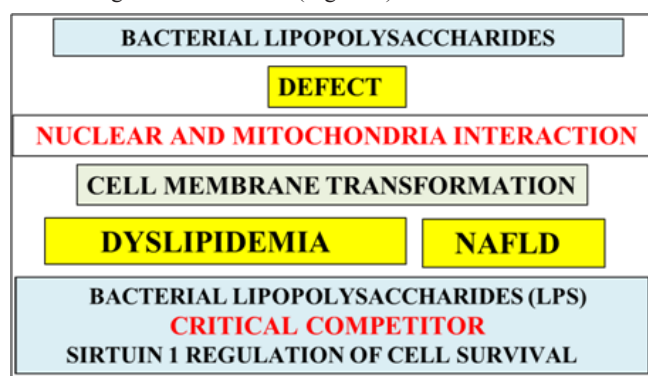 BACTERIAL LIPOPOLYSACCHARIDES
DEFECT
NUCLEAR AND MITOCHONDRIA INTERACTION
CELL MEMBRANE TRANSFORMATION
DYSLIPIDEMIA NAFLD
BACTERIAL LIPOPOLYSACCHARIDES (LPS)
CRITICAL COMPETITOR
SIRTUIN 1 REGULATION OF CELL SURVIVAL